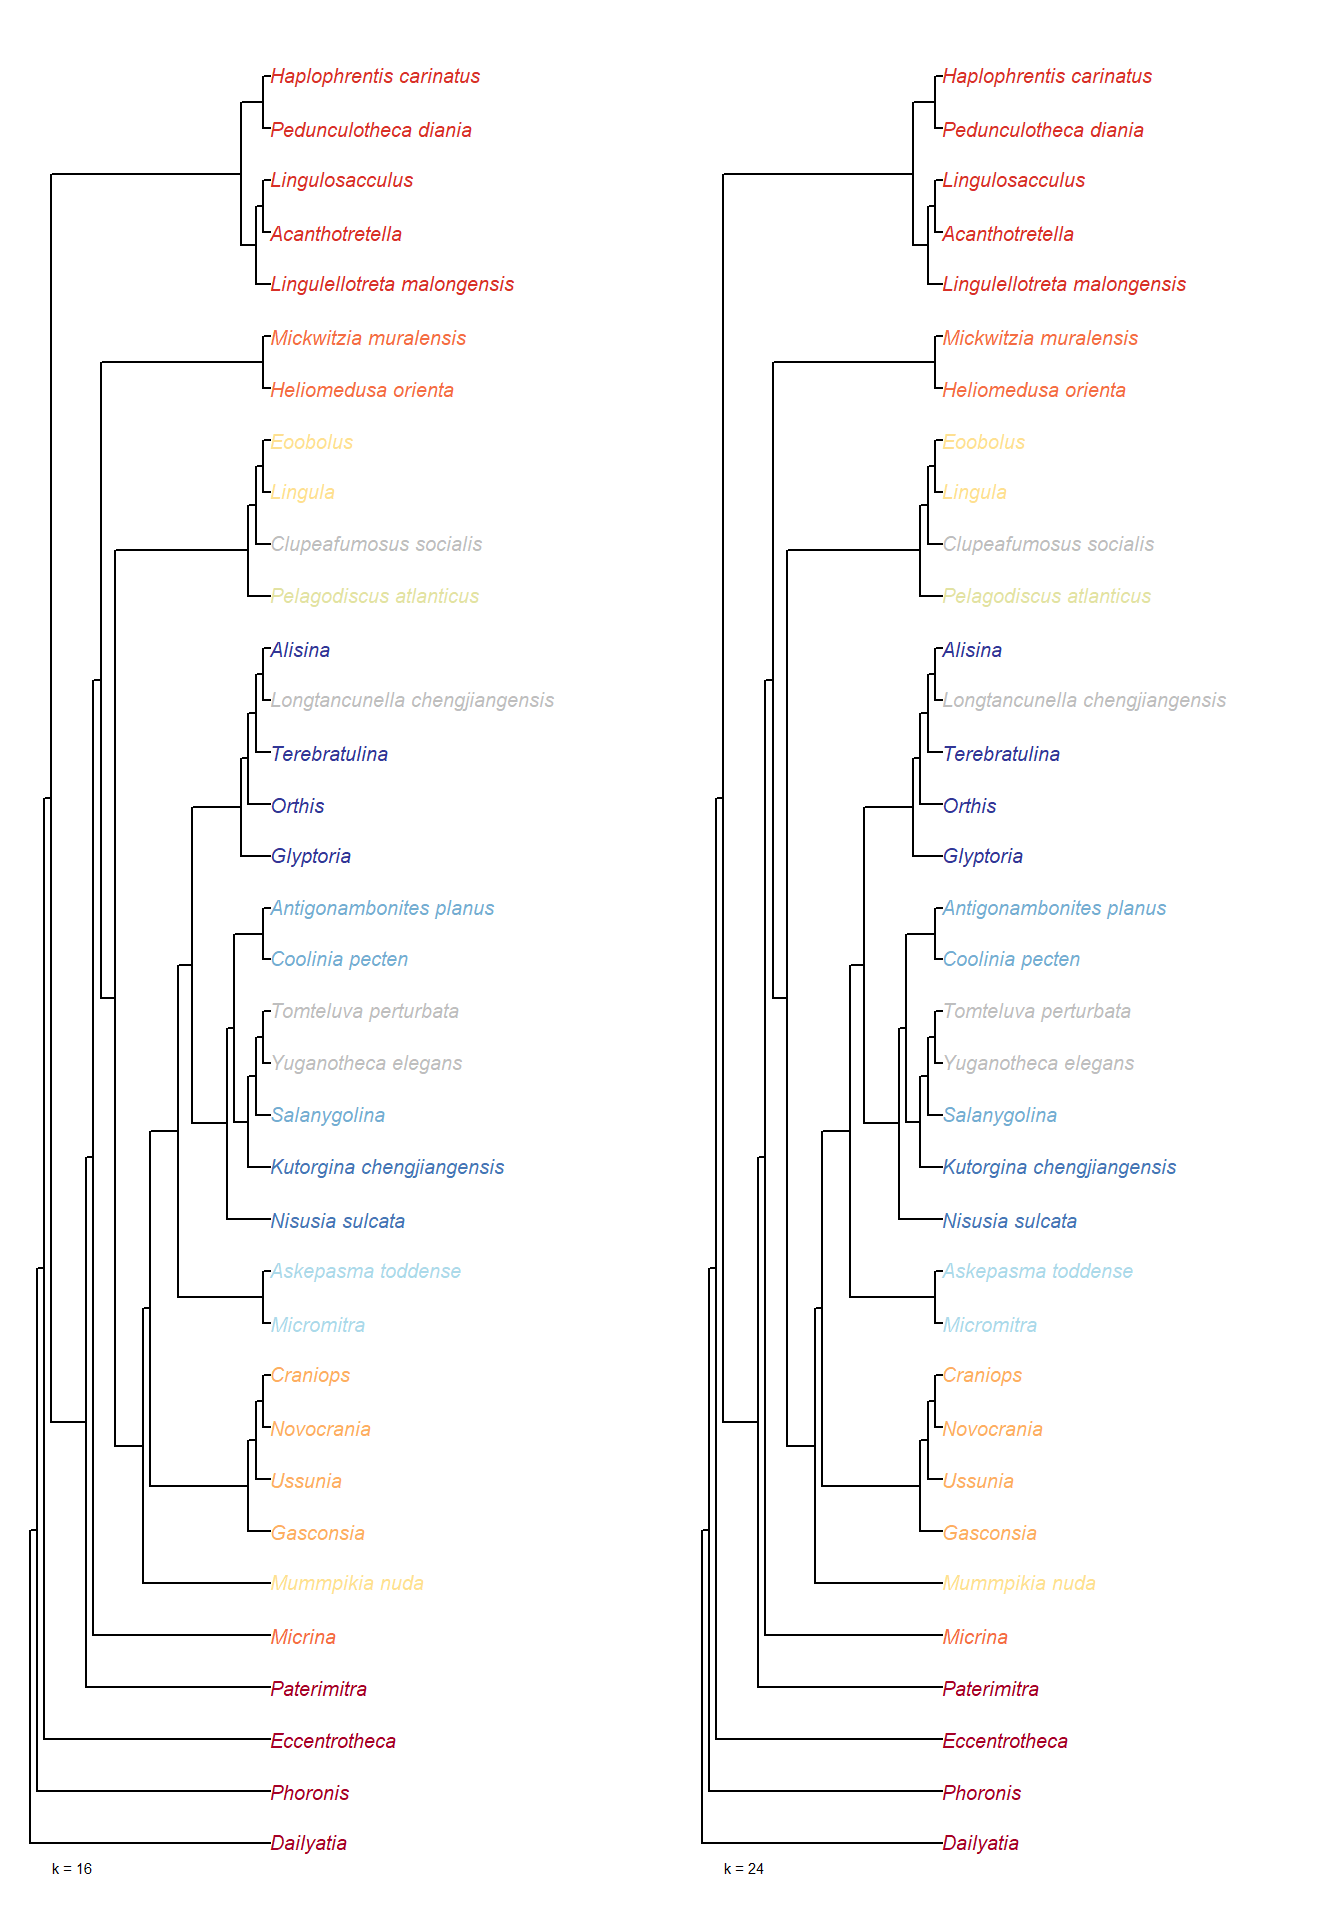 Haplophrentis carinatus
Pedunculotheca diania
Lingulosacculus
Acanthotretella
Lingulellotreta malongensis
Mickwitzia muralensis
Heliomedusa orienta
Eoobolus
Lingula
Clupeafumosus socialis
Pelagodiscus atlanticus
Alisina
Longtancunella chengjiangensis
Terebratulina
Orthis
Glyptoria
Antigonambonites planus
Coolinia pecten
Tomteluva perturbata
Yuganotheca elegans
Salanygolina
Kutorgina chengjiangensis
Nisusia sulcata
Askepasma toddense
Micromitra
Craniops
Novocrania
Ussunia
Gasconsia
Mummpikia nuda
Micrina
Paterimitra
Eccentrotheca
Phoronis
Dailyatia
k = 16
Haplophrentis carinatus
Pedunculotheca diania
Lingulosacculus
Acanthotretella
Lingulellotreta malongensis
Mickwitzia muralensis
Heliomedusa orienta
Eoobolus
Lingula
Clupeafumosus socialis
Pelagodiscus atlanticus
Alisina
Longtancunella chengjiangensis
Terebratulina
Orthis
Glyptoria
Antigonambonites planus
Coolinia pecten
Tomteluva perturbata
Yuganotheca elegans
Salanygolina
Kutorgina chengjiangensis
Nisusia sulcata
Askepasma toddense
Micromitra
Craniops
Novocrania
Ussunia
Gasconsia
Mummpikia nuda
Micrina
Paterimitra
Eccentrotheca
Phoronis
Dailyatia
k = 24